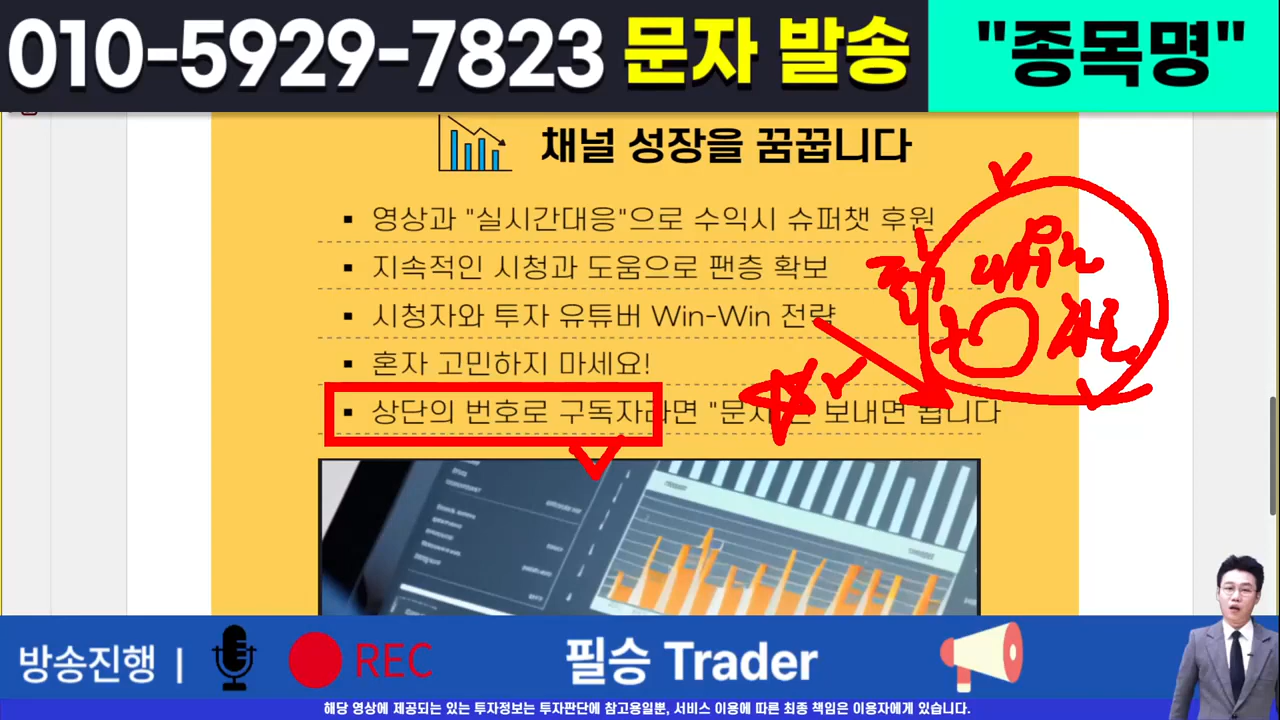 010-5929-7823 문자 발송 "종목명"
채널 성장을 꿈꿉니다
▪ 영상과 "실시간대응"으로 수익시 슈퍼챗 후원
▪ 지속적인 시청과 도움으로 팬층 확보
▪ 시청자와 투자 유튜버 Win-Win 전략
▪ 혼자 고민하지 마세요!
▪ 상단의 번호로 구독자라면 "문자" 보내면 됩니다
방송진행 | REC 필승 Trader
해당 영상에 제공되는 있는 투자정보는 투자판단에 참고용일뿐, 서비스 이용에 따른 최종 책임은 이용자에게 있습니다.